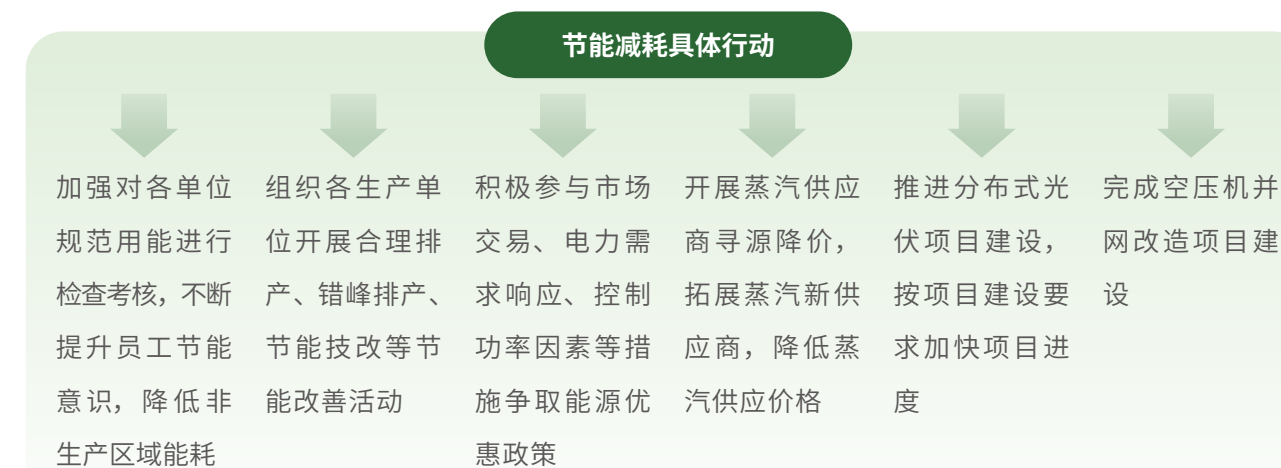 节能减耗具体行动
加强对各单位
规范用能进行
检查考核，不断
提升员工节能
意识，降低非
生产区域能耗
组织各生产单
位开展合理排
产、错峰排产、
节能技改等节
能改善活动
积极参与市场
交易、电力需
求响应、控制
功率因素等措
施争取能源优
惠政策
开展蒸汽供应
商寻源降价，
拓展蒸汽新供
应商，降低蒸
汽供应价格
推进分布式光
伏项目建设，
按项目建设要
求加快项目进
度
完成空压机并
网改造项目建
设